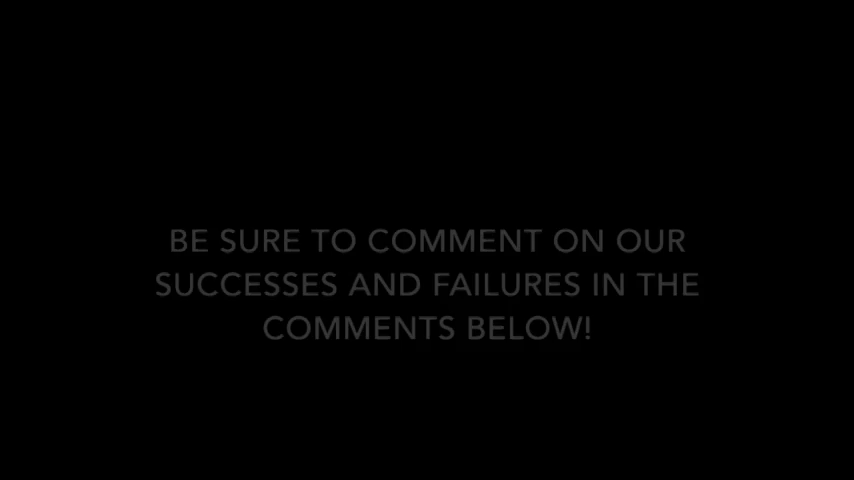 BE SURE TO COMMENT ON OUR
SUCCESSES AND FAILURES IN THE
COMMENTS BELOW!